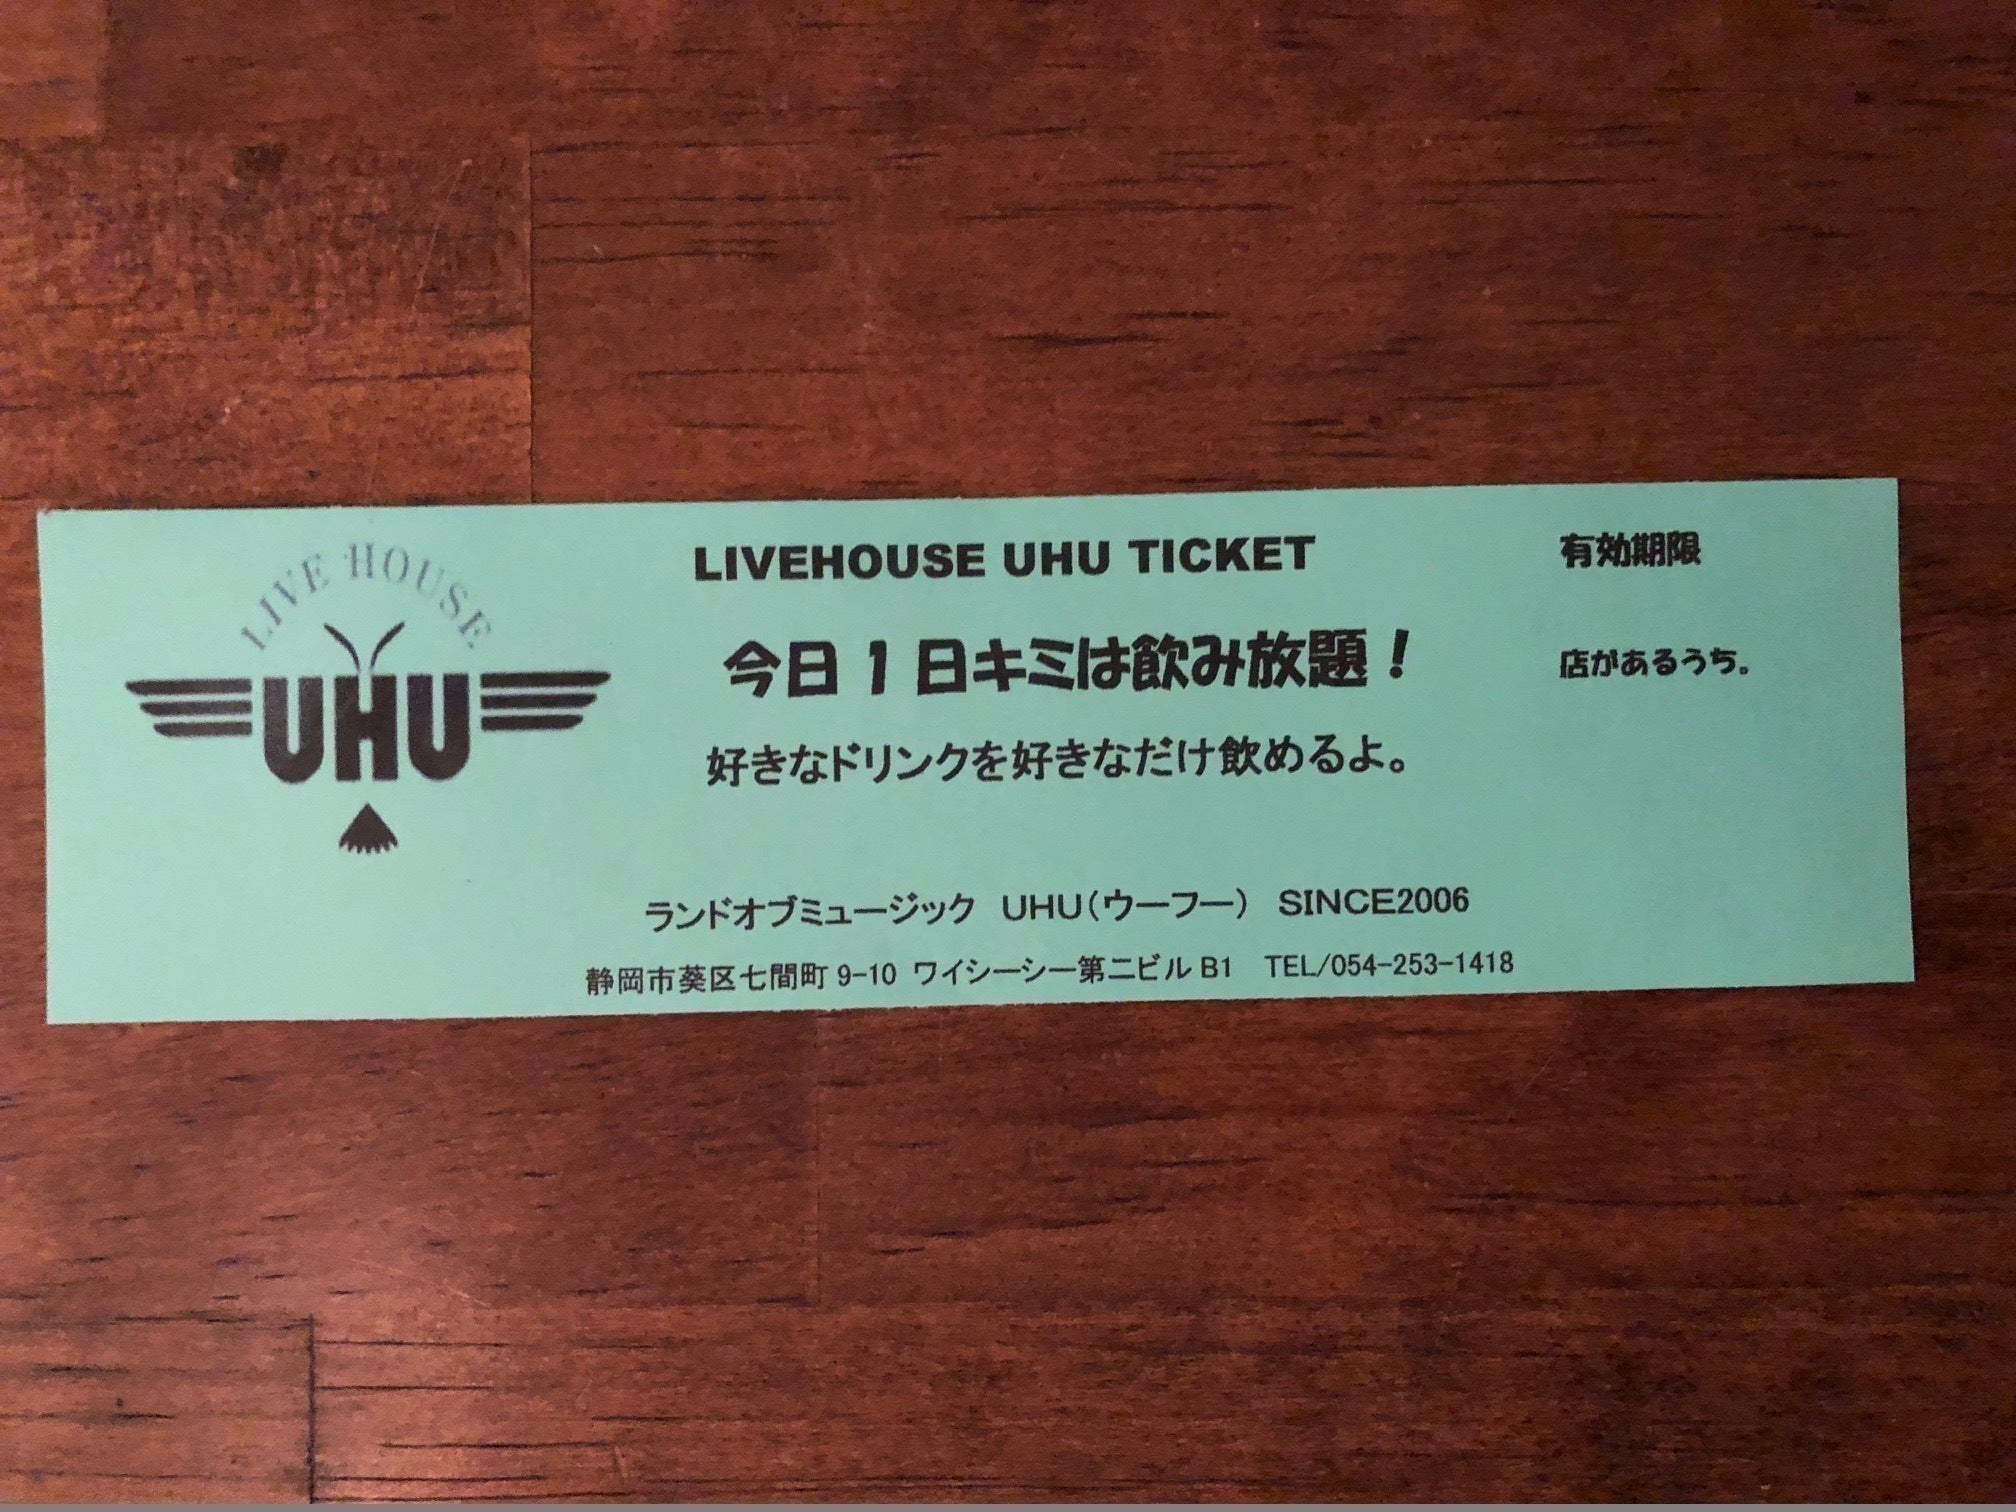 LIVE HOUSE
UHU
LIVEHOUSE UHU TICKET
今日1日キミは飲み放題！
好きなドリンクを好きなだけ飲めるよ。
有効期限
店があるうち。
ランドオブミュージック UHU(ウーフー) SINCE2006
静岡市葵区七間町9-10 ワイシーシー第二ビルB1 TEL/054-253-1418